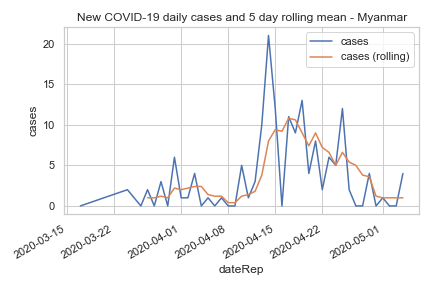 New COVID-19 daily cases and 5 day rolling mean - Myanmar
cases
cases (rolling)
20
15
10
5
0
cases
2020-03-15
2020-03-22
2020-04-01
2020-04-08
2020-04-15
2020-04-22
2020-05-01
dateRep